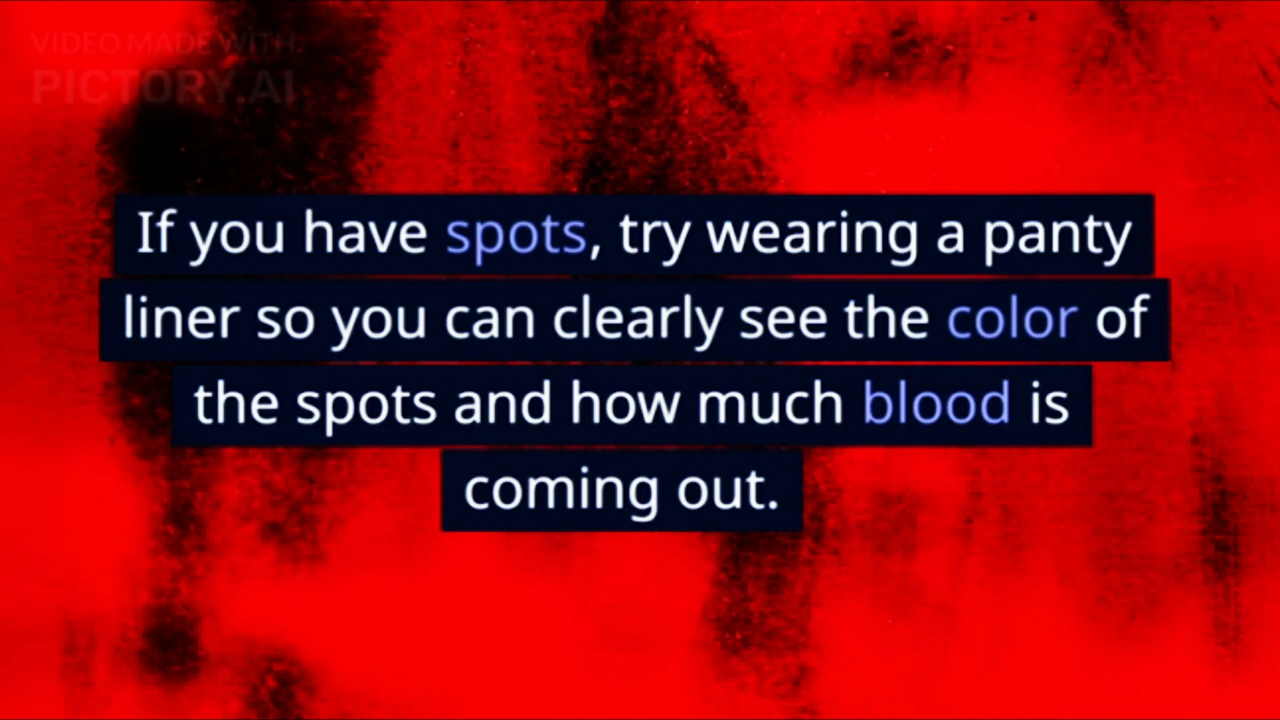 VIDEO MADE WITH
PICTORY.AI
If you have spots, try wearing a panty
liner so you can clearly see the color of
the spots and how much blood is
coming out.